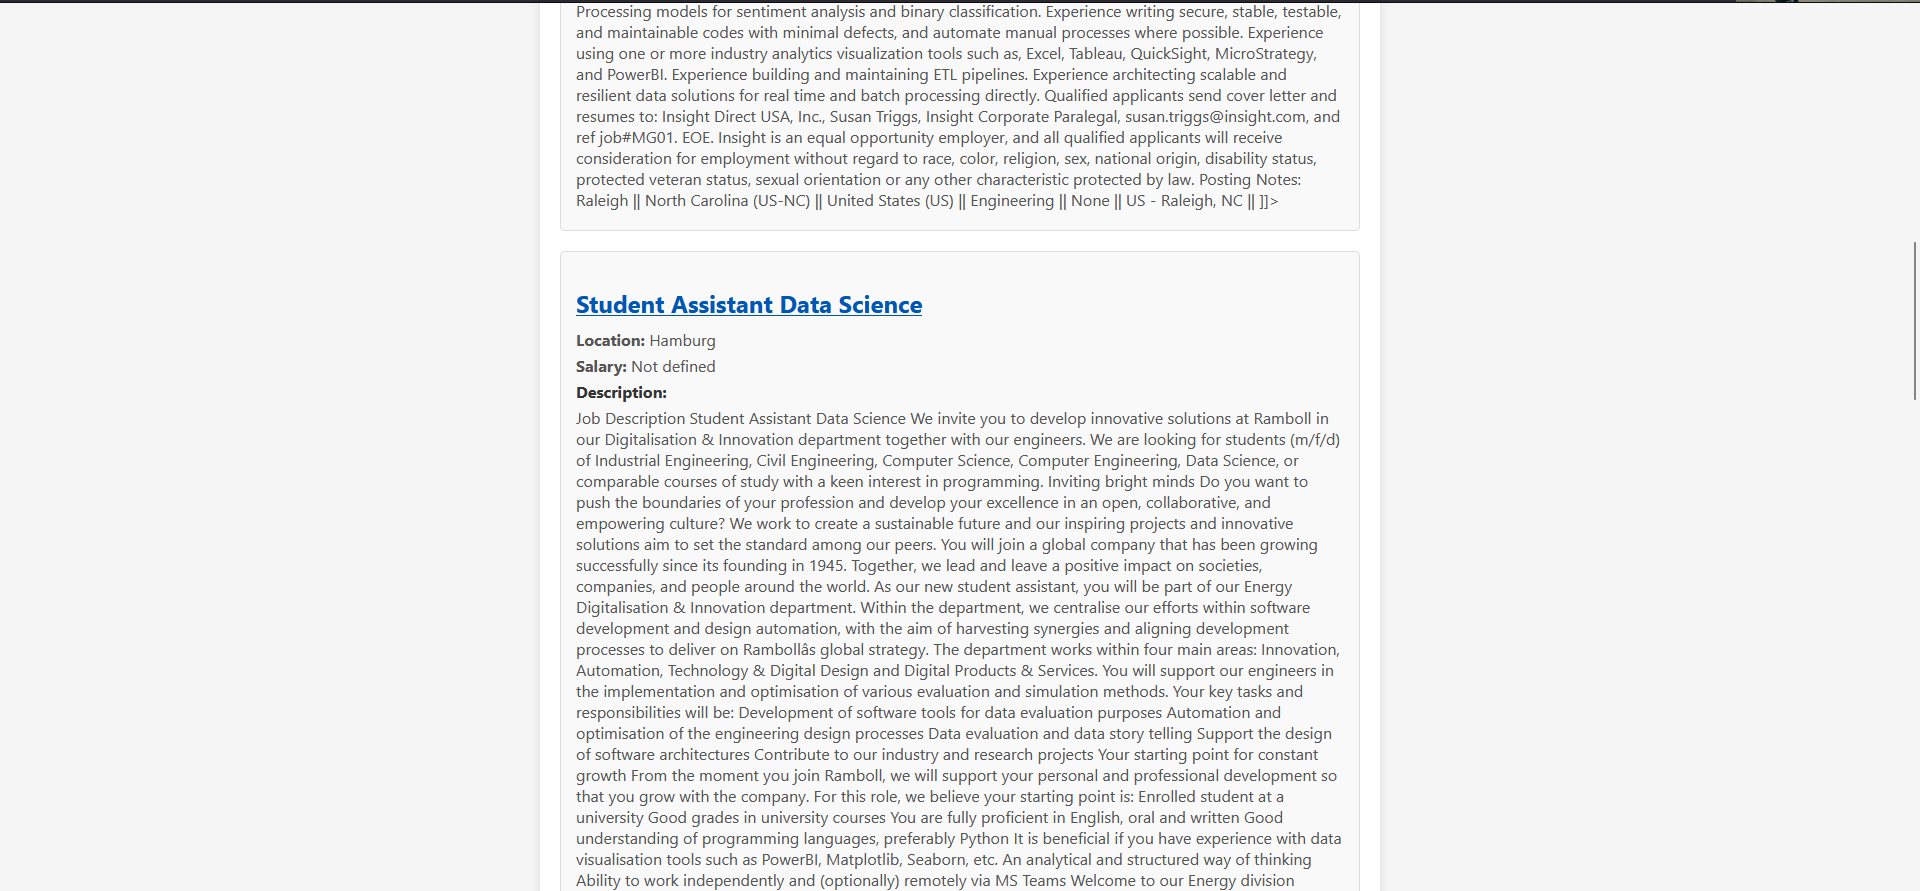 Processing models for sentiment analysis and binary classification. Experience writing secure, stable, testable,
and maintainable codes with minimal defects, and automate manual processes where possible. Experience
using one or more industry analytics visualization tools such as, Excel, Tableau, QuickSight, MicroStrategy,
and PowerBI. Experience building and maintaining ETL pipelines. Experience architecting scalable and
resilient data solutions for real time and batch processing directly. Qualified applicants send cover letter and
resumes to: Insight Direct USA, Inc., Susan Triggs, Insight Corporate Paralegal, susan.triggs@insight.com, and
ref job#MG01. EOE. Insight is an equal opportunity employer, and all qualified applicants will receive
consideration for employment without regard to race, color, religion, sex, national origin, disability status,
protected veteran status, sexual orientation or any other characteristic protected by law. Posting Notes:
Raleigh || North Carolina (US-NC) || United States (US) || Engineering || None || US - Raleigh, NC || ]]>
Student Assistant Data Science
Location: Hamburg
Salary: Not defined
Description:
Job Description Student Assistant Data Science We invite you to develop innovative solutions at Ramboll in
our Digitalisation & Innovation department together with our engineers. We are looking for students (m/f/d)
of Industrial Engineering, Civil Engineering, Computer Science, Computer Engineering, Data Science, or
comparable courses of study with a keen interest in programming. Inviting bright minds Do you want to
push the boundaries of your profession and develop your excellence in an open, collaborative, and
empowering culture? We work to create a sustainable future and our inspiring projects and innovative
solutions aim to set the standard among our peers. You will join a global company that has been growing
successfully since its founding in 1945. Together, we lead and leave a positive impact on societies,
companies, and people around the world. As our new student assistant, you will be part of our Energy
Digitalisation & Innovation department. Within the department, we centralise our efforts within software
development and design automation, with the aim of harvesting synergies and aligning development
processes to deliver on Rambollâs global strategy. The department works within four main areas: Innovation,
Automation, Technology & Digital Design and Digital Products & Services. You will support our engineers in
the implementation and optimisation of various evaluation and simulation methods. Your key tasks and
responsibilities will be: Development of software tools for data evaluation purposes Automation and
optimisation of the engineering design processes Data evaluation and data story telling Support the design
of software architectures Contribute to our industry and research projects Your starting point for constant
growth From the moment you join Ramboll, we will support your personal and professional development so
that you grow with the company. For this role, we believe your starting point is: Enrolled student at a
university Good grades in university courses You are fully proficient in English, oral and written Good
understanding of programming languages, preferably Python It is beneficial if you have experience with data
visualisation tools such as PowerBI, Matplotlib, Seaborn, etc. An analytical and structured way of thinking
Ability to work independently and (optionally) remotely via MS Teams Welcome to our Energy division